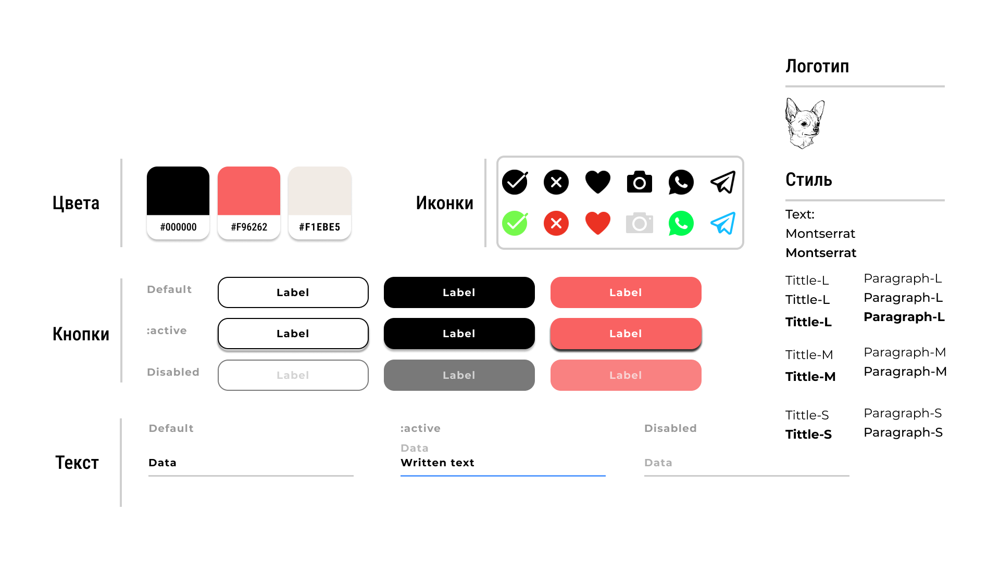 Логотип
Стиль
Text:
Montserrat
Montserrat
Tittle-L
Tittle-L
Tittle-L
Paragraph-L
Paragraph-L
Paragraph-L
Tittle-M
Tittle-M
Paragraph-M
Paragraph-M
Tittle-S
Tittle-S
Paragraph-S
Paragraph-S
Цвета
#000000
#F96262
#F1EBE5
Иконки
Кнопки
Default
Label
Label
Label
:active
Label
Label
Label
Disabled
Label
Label
Label
Текст
Default
Data
:active
Data
Written text
Disabled
Data